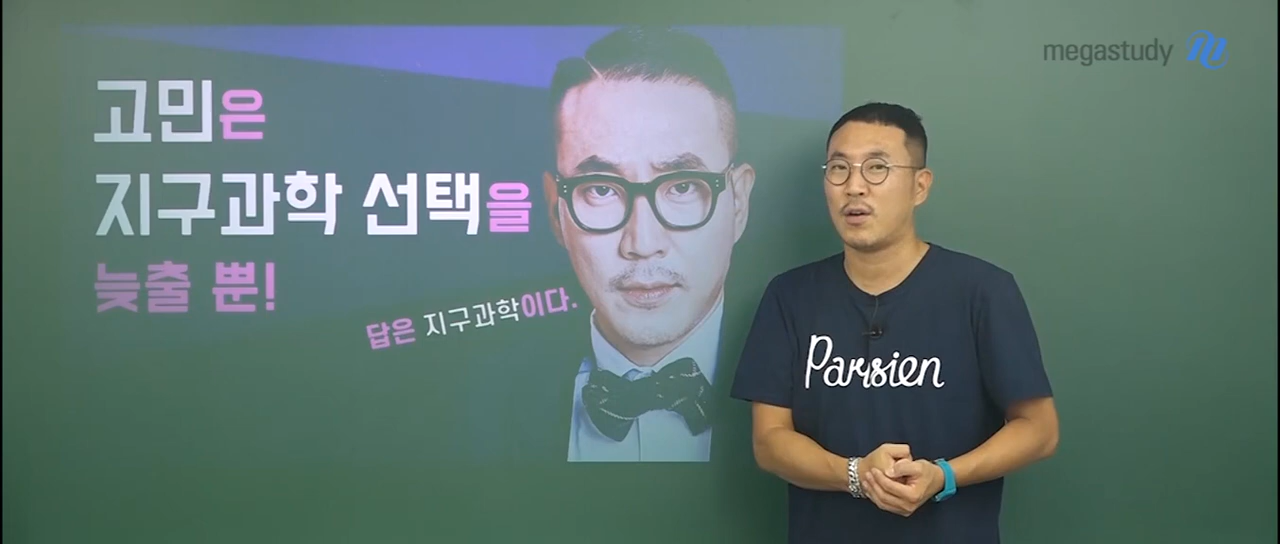 megastudy
고민은
지구과학 선택을
늦출 뿐!
답은 지구과학이다.
Parisien